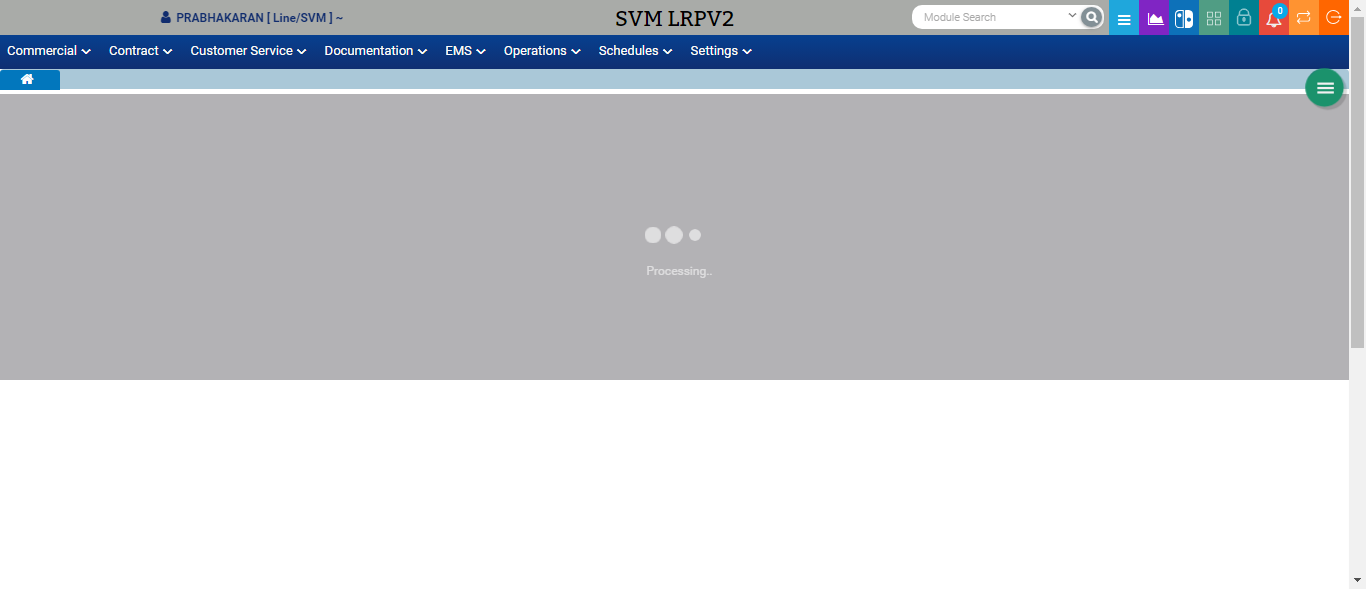 PRABHAKARAN [ Line/SVM ] ~
SVM LRPV2
Module Search
0
Commercial Contract Customer Service Documentation EMS Operations Schedules Settings
Processing..